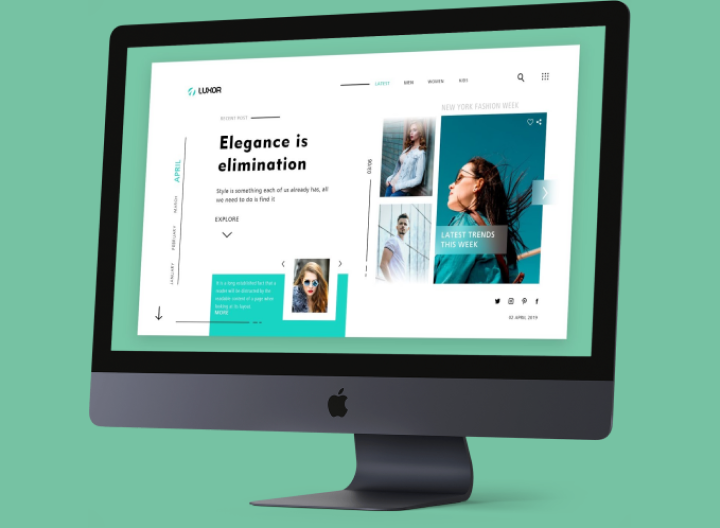 LUXOR
LATEST
MEN
WOMEN
KIDS
RECENT POST
NEW YORK FASHION WEEK
Elegance is
elimination
Style is something each of us already has, all
we need to do is find it
EXPLORE
APRIL
MARCH
FEBRUARY
JANUARY
LATEST TRENDS
THIS WEEK
It is a long established fact that a
reader will be distracted by the
readable content of a page when
looking at its layout.
MORE
02 APRIL 2019